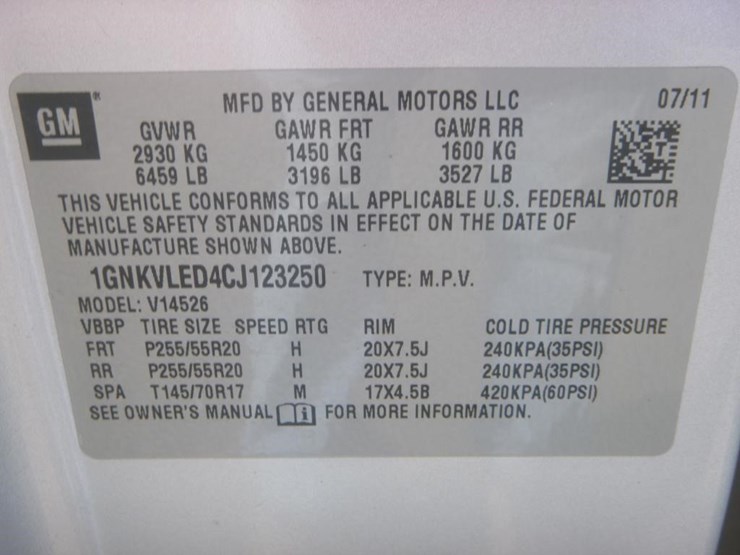 GM
MFD BY GENERAL MOTORS LLC 07/11
GVWR GAWR FRT GAWR RR
2930 KG 1450 KG 1600 KG
6459 LB 3196 LB 3527 LB
THIS VEHICLE CONFORMS TO ALL APPLICABLE U.S. FEDERAL MOTOR
VEHICLE SAFETY STANDARDS IN EFFECT ON THE DATE OF
MANUFACTURE SHOWN ABOVE.
1GNKVLED4CJ123250 TYPE: M.P.V.
MODEL: V14526
VBBP TIRE SIZE SPEED RTG RIM COLD TIRE PRESSURE
FRT P255/55R20 H 20X7.5J 240KPA(35PSI)
RR P255/55R20 H 20X7.5J 240KPA(35PSI)
SPA T145/70R17 M 17X4.5B 420KPA(60PSI)
SEE OWNER'S MANUAL i FOR MORE INFORMATION.